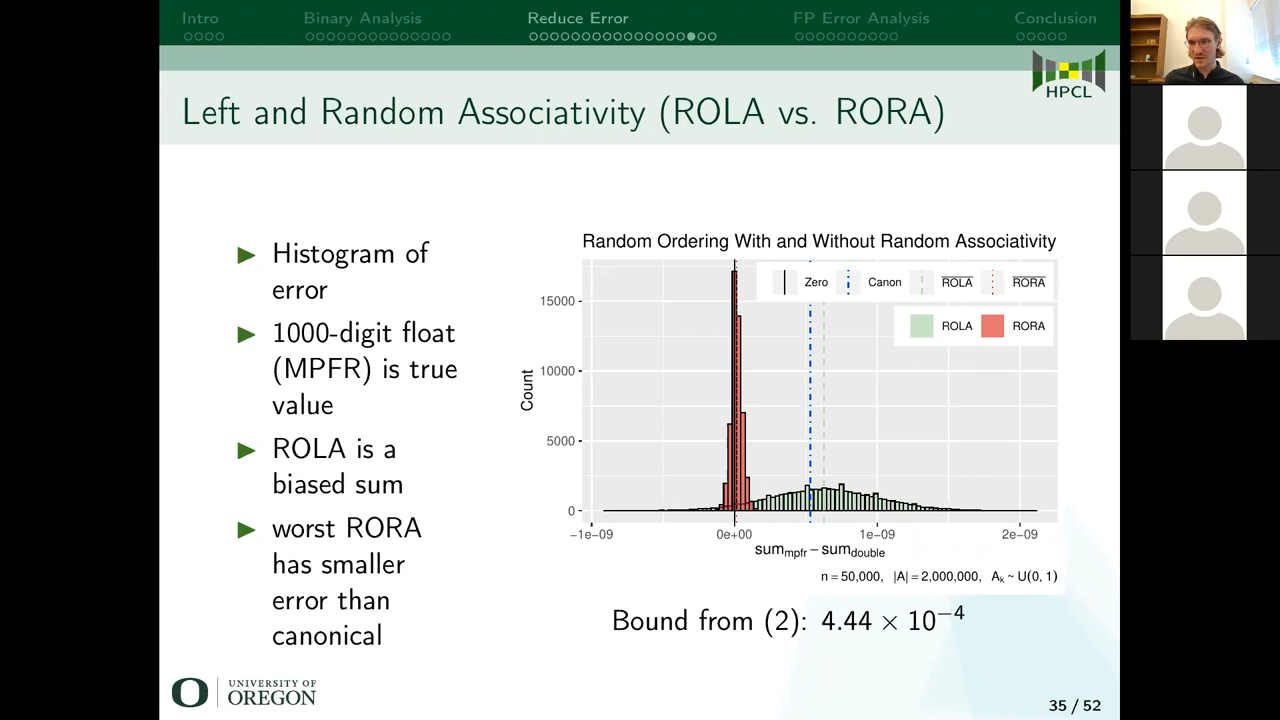 Intro
Binary Analysis
Reduce Error
FP Error Analysis
Conclusion
HPCL
Left and Random Associativity (ROLA vs. RORA)
▶ Histogram of
error
▶ 1000-digit float
(MPFR) is true
value
▶ ROLA is a
biased sum
▶ worst RORA
has smaller
error than
canonical
Random Ordering With and Without Random Associativity
Zero Canon ROLA RORA
ROLA RORA
Count
15000
10000
5000
0
−1e−09 0e+00 1e−09 2e−09
sum_mpfr − sum_double
n = 50,000, |A| = 2,000,000, A_k ~ U(0, 1)
Bound from (2): 4.44 × 10^−4
O UNIVERSITY OF
OREGON
35 / 52